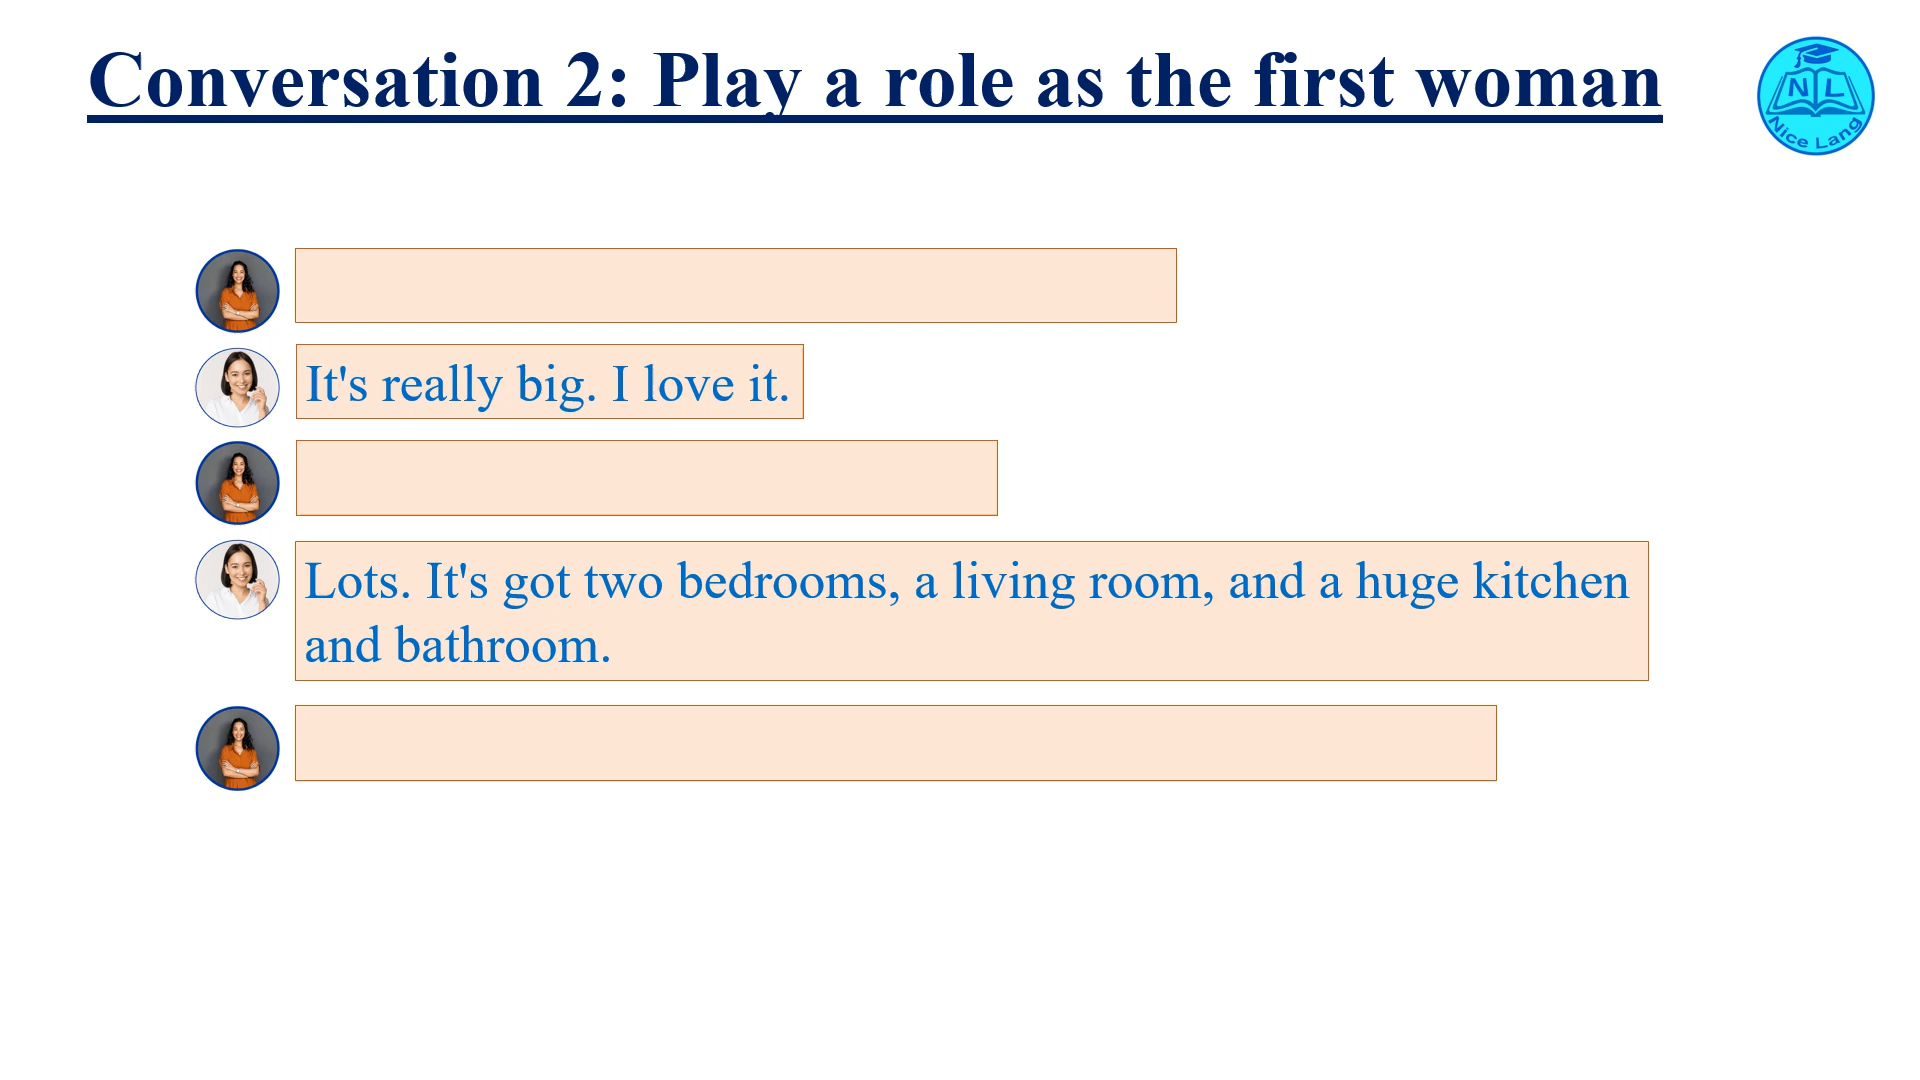 Conversation 2: Play a role as the first woman
N L
Nice Lang
It's really big. I love it.
Lots. It's got two bedrooms, a living room, and a huge kitchen
and bathroom.